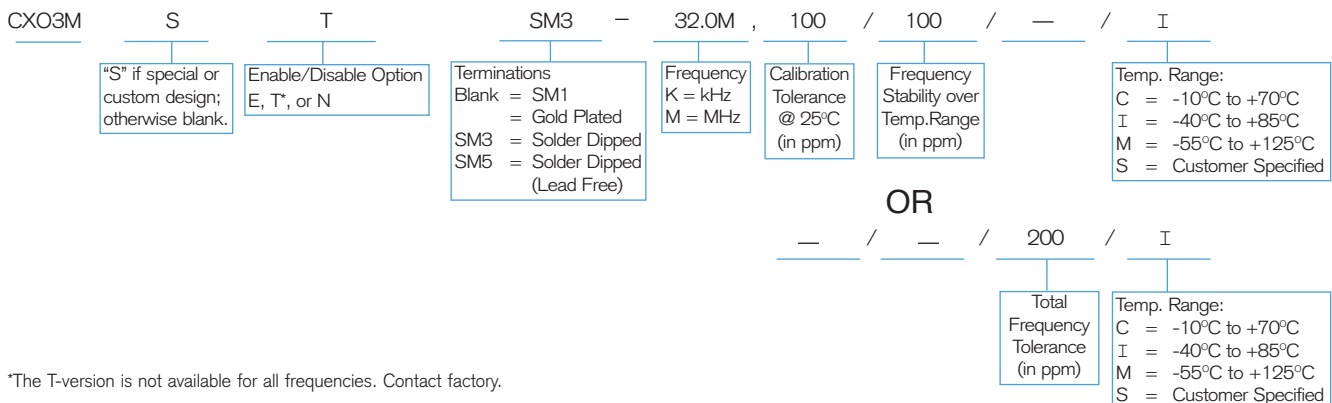 CXO3M S T SM3 – 32.0M , 100 / 100 / — / I
"S" if special or
custom design;
otherwise blank.
Enable/Disable Option
E, T*, or N
Terminations
Blank = SM1
= Gold Plated
SM3 = Solder Dipped
SM5 = Solder Dipped
(Lead Free)
Frequency
K = kHz
M = MHz
Calibration
Tolerance
@ 25°C
(in ppm)
Frequency
Stability over
Temp.Range
(in ppm)
Temp. Range:
C = -10°C to +70°C
I = -40°C to +85°C
M = -55°C to +125°C
S = Customer Specified
OR
— / — / 200 / I
Total
Frequency
Tolerance
(in ppm)
Temp. Range:
C = -10°C to +70°C
I = -40°C to +85°C
M = -55°C to +125°C
S = Customer Specified
*The T-version is not available for all frequencies. Contact factory.